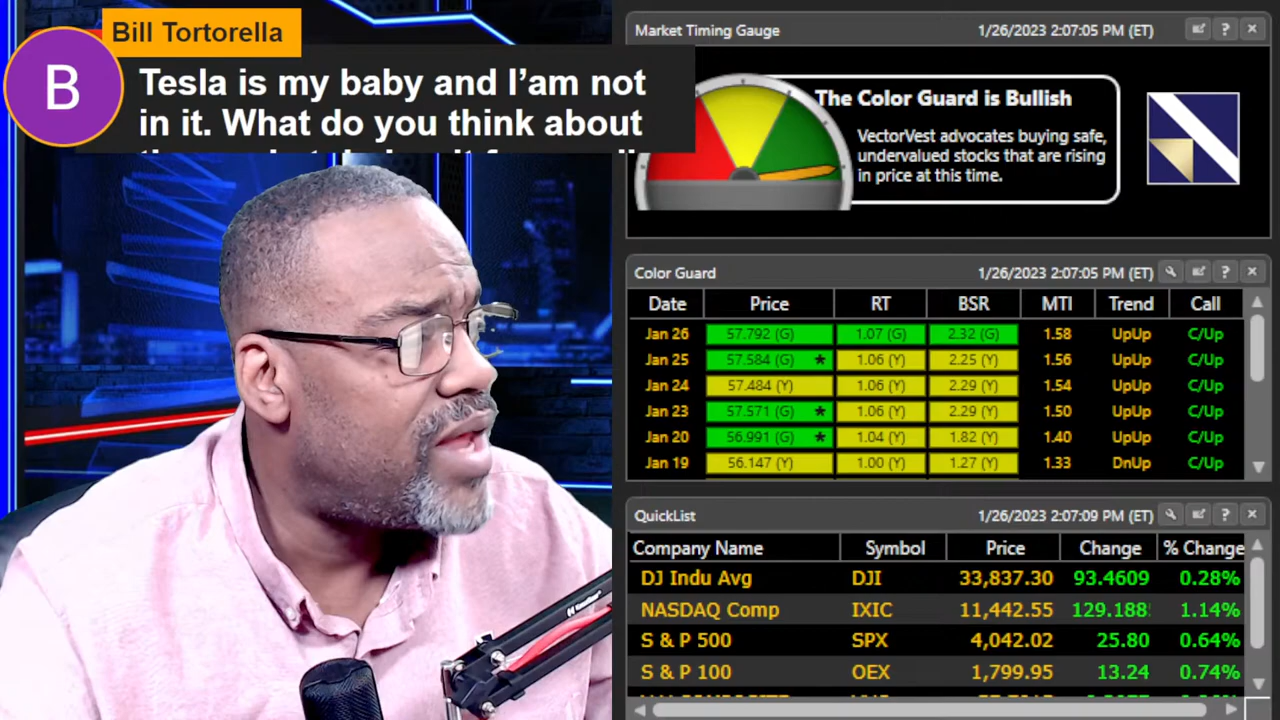 Bill Tortorella
B
Tesla is my baby and I’am not
in it. What do you think about
Market Timing Gauge 1/26/2023 2:07:05 PM (ET) ? ×
The Color Guard is Bullish
VectorVest advocates buying safe,
undervalued stocks that are rising
in price at this time.
Color Guard 1/26/2023 2:07:05 PM (ET) ? ×
Date Price RT BSR MTI Trend Call
Jan 26 57.792 (G) 1.07 (G) 2.32 (G) 1.58 UpUp C/Up
Jan 25 57.584 (G) * 1.06 (Y) 2.25 (Y) 1.56 UpUp C/Up
Jan 24 57.484 (Y) 1.06 (Y) 2.29 (Y) 1.54 UpUp C/Up
Jan 23 57.571 (G) * 1.06 (Y) 2.29 (Y) 1.50 UpUp C/Up
Jan 20 56.991 (G) * 1.04 (Y) 1.82 (Y) 1.40 UpUp C/Up
Jan 19 56.147 (Y) 1.00 (Y) 1.27 (Y) 1.33 DnUp C/Up
QuickList 1/26/2023 2:07:09 PM (ET) ? ×
Company Name Symbol Price Change % Change
DJ Indu Avg DJI 33,837.30 93.4609 0.28%
NASDAQ Comp IXIC 11,442.55 129.188 1.14%
S & P 500 SPX 4,042.02 25.80 0.64%
S & P 100 OEX 1,799.95 13.24 0.74%